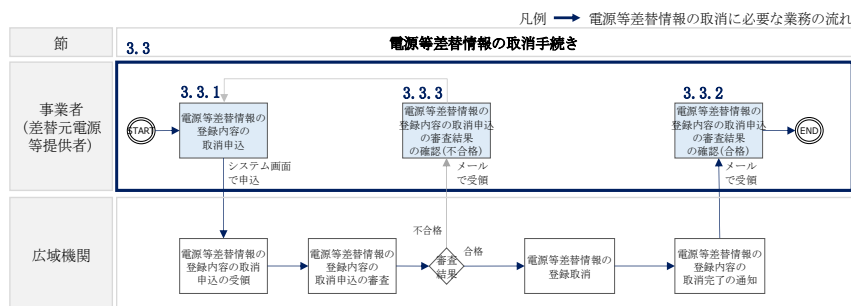 凡例 電源等差替情報の取消に必要な業務の流れ
節
3.3
電源等差替情報の取消手続き
事業者
(差替元電源
等提供者)
START
3.3.1
電源等差替情報の
登録内容の
取消申込
3.3.3
電源等差替情報の
登録内容の取消申込
の審査結果
の確認(不合格)
3.3.2
電源等差替情報の
登録内容の取消申込
の審査結果
の確認(合格)
END
システム画面
で申込
メール
で受領
メール
で受領
広域機関
電源等差替情報の
登録内容の取消
申込の受領
電源等差替情報の
登録内容の
取消申込の審査
不合格
審査
結果
合格
電源等差替情報の
登録取消
電源等差替情報の
登録内容の
取消完了の通知